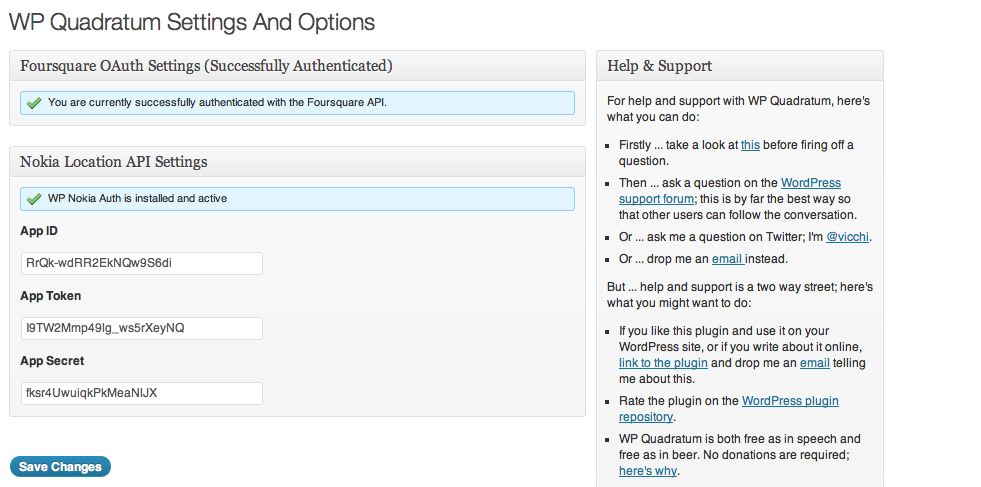 WP Quadratum Settings And Options
Foursquare OAuth Settings (Successfully Authenticated)
You are currently successfully authenticated with the Foursquare API.
Nokia Location API Settings
WP Nokia Auth is installed and active
App ID
RrQk-wdRR2EkNQw9S6di
App Token
I9TW2Mmp49Ig_ws5rXeyNQ
App Secret
fksr4UwuiqkPkMeaNIJX
Save Changes
Help & Support
For help and support with WP Quadratum, here's
what you can do:
Firstly ... take a look at this before firing off a
question.
Then ... ask a question on the WordPress
support forum; this is by far the best way so
that other users can follow the conversation.
Or ... ask me a question on Twitter; I'm @vicchi.
Or ... drop me an email instead.
But ... help and support is a two way street; here's
what you might want to do:
If you like this plugin and use it on your
WordPress site, or if you write about it online,
link to the plugin and drop me an email telling
me about this.
Rate the plugin on the WordPress plugin
repository.
WP Quadratum is both free as in speech and
free as in beer. No donations are required;
here's why.